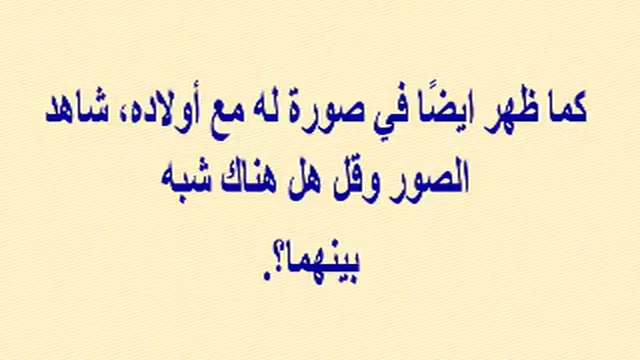 كما ظهر ايضًا في صورة له مع أولاده، شاهد
الصور وقل هل هناك شبه
بينهما؟.